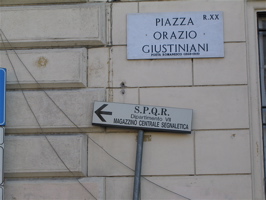 R.XX
PIAZZA
ORAZIO
GIUSTINIANI
S.P.Q.R.
Dipartimento VII
MAGAZZINO CENTRALE SEGNALETICA